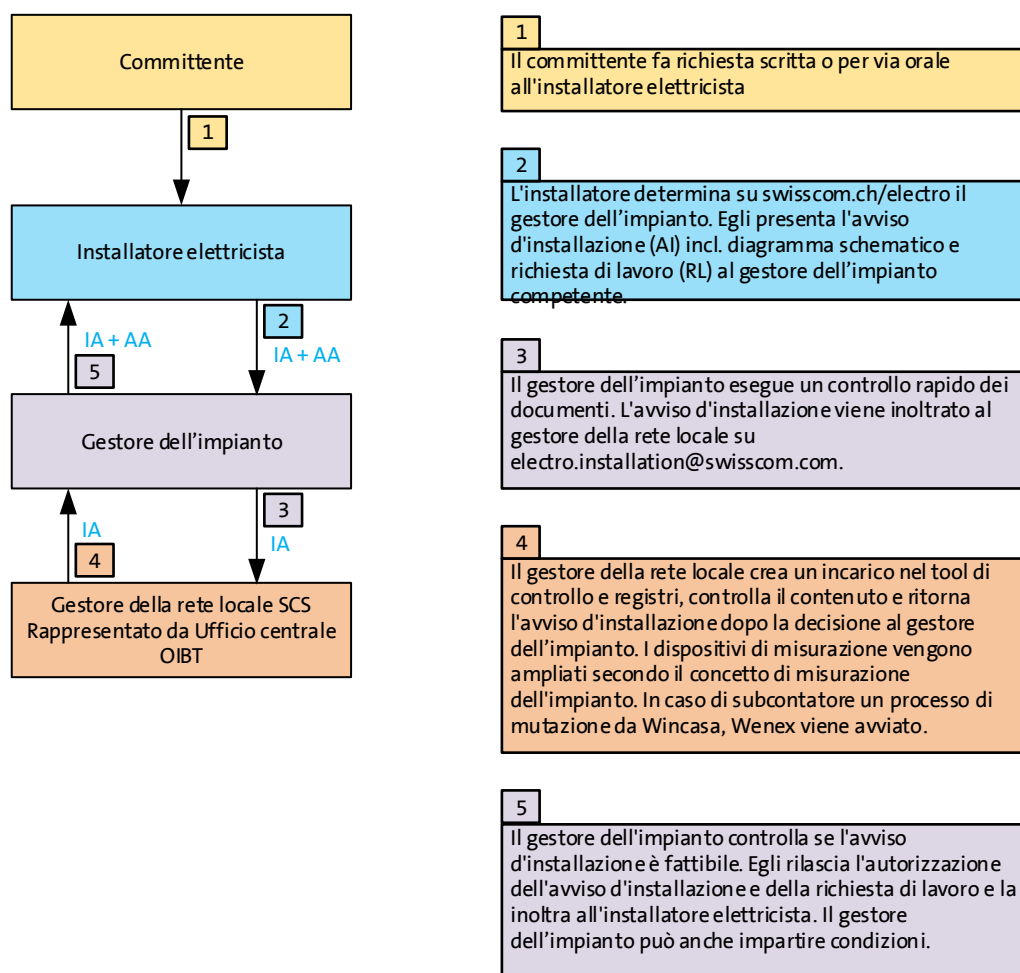 Committente
1
Installatore elettricista
IA + AA
5
2
IA + AA
Gestore dell'impianto
IA
4
3
IA
Gestore della rete locale SCS
Rappresentato da Ufficio centrale
OIBT
1
Il committente fa richiesta scritta o per via orale
all'installatore elettricista
2
L'installatore determina su swisscom.ch/electro il
gestore dell'impianto. Egli presenta l'avviso
d'installazione (AI) incl. diagramma schematico e
richiesta di lavoro (RL) al gestore dell'impianto
competente.
3
Il gestore dell'impianto esegue un controllo rapido dei
documenti. L'avviso d'installazione viene inoltrato al
gestore della rete locale su
electro.installation@swisscom.com.
4
Il gestore della rete locale crea un incarico nel tool di
controllo e registri, controlla il contenuto e ritorna
l'avviso d'installazione dopo la decisione al gestore
dell'impianto. I dispositivi di misurazione vengono
ampliati secondo il concetto di misurazione
dell'impianto. In caso di subcontatore un processo di
mutazione da Wincasa, Wenex viene avviato.
5
Il gestore dell'impianto controlla se l'avviso
d'installazione è fattibile. Egli rilascia l'autorizzazione
dell'avviso d'installazione e della richiesta di lavoro e la
inoltra all'installatore elettricista. Il gestore
dell'impianto può anche impartire condizioni.